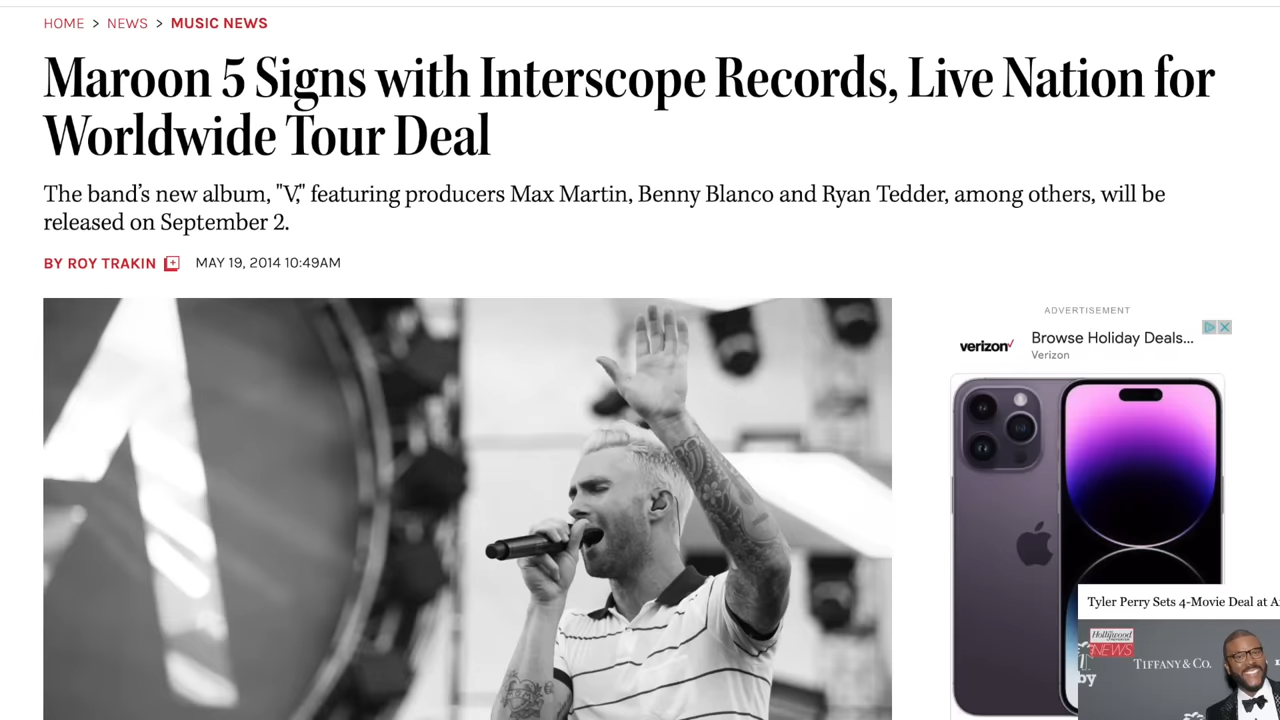 HOME > NEWS > MUSIC NEWS
Maroon 5 Signs with Interscope Records, Live Nation for
Worldwide Tour Deal
The band's new album, "V," featuring producers Max Martin, Benny Blanco and Ryan Tedder, among others, will be
released on September 2.
BY ROY TRAKIN MAY 19, 2014 10:49AM
ADVERTISEMENT
verizon
Browse Holiday Deals...
Verizon
Tyler Perry Sets 4-Movie Deal at A
Hollywood
NEWS
TIFFANY & CO.
by